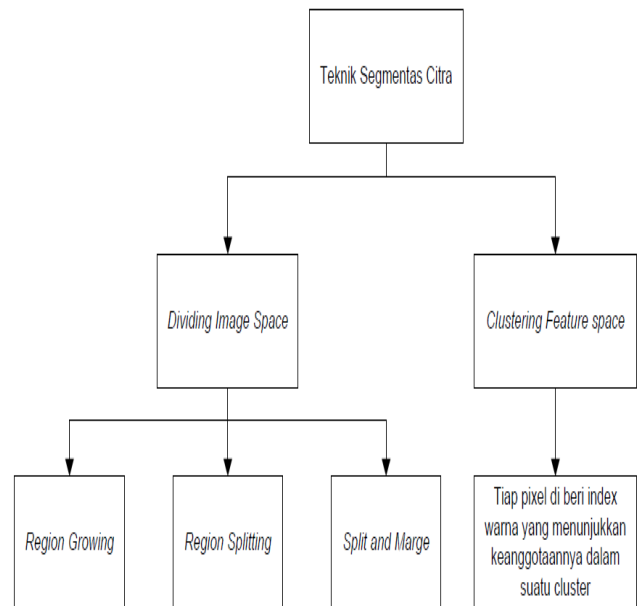 Teknik Segmentas Citra
Dividing Image Space
Clustering Feature space
Region Growing
Region Splitting
Split and Marge
Tiap pixel di beri index
warna yang menunjukkan
keanggotaannya dalam
suatu cluster